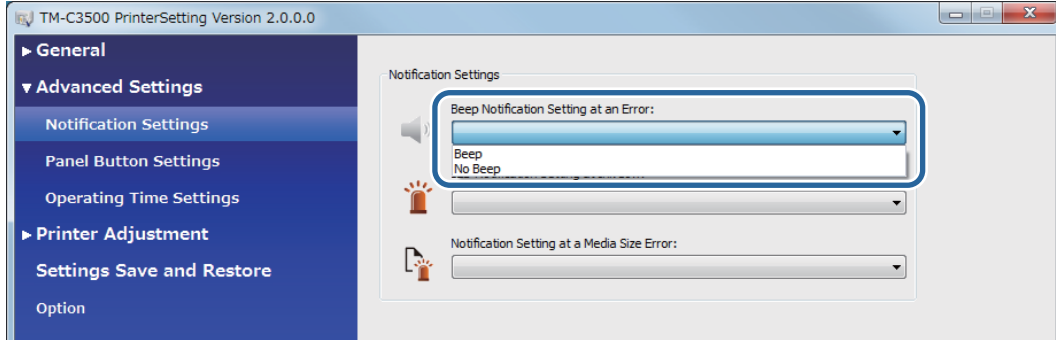 TM-C3500 PrinterSetting Version 2.0.0.0
General
Advanced Settings
Notification Settings
Panel Button Settings
Operating Time Settings
Printer Adjustment
Settings Save and Restore
Option
Notification Settings
Beep Notification Setting at an Error:
Beep
No Beep
Notification Setting at a Media Size Error: